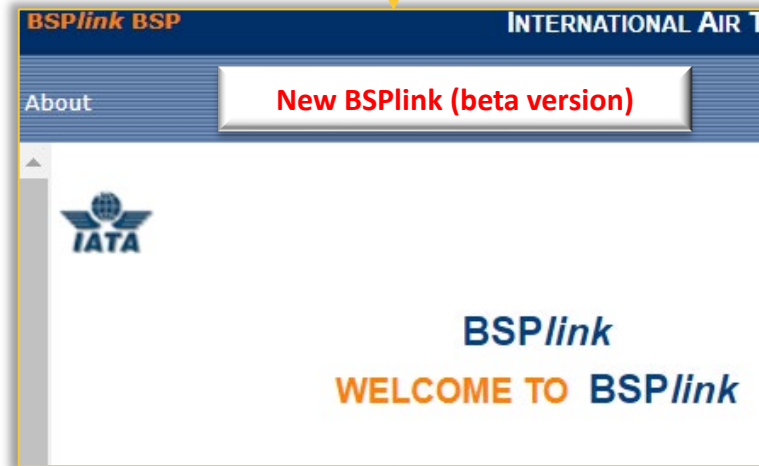 BSPlink BSP
INTERNATIONAL AIR
About
New BSPlink (beta version)
IATA
BSPlink
WELCOME TO BSPlink